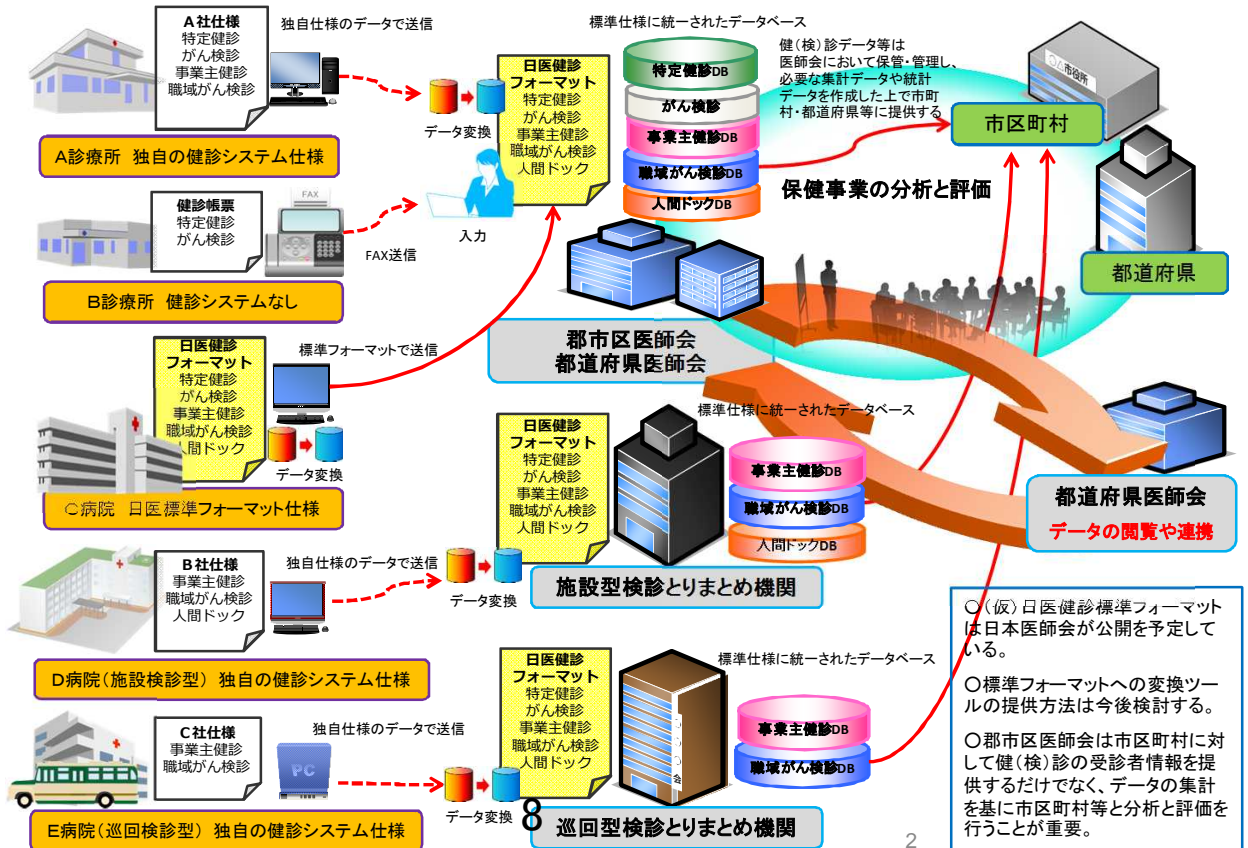 A社仕様
特定健診
がん検診
事業主健診
職域がん検診
独自仕様のデータで送信
A診療所 独自の健診システム仕様
データ変換
日医健診
フォーマット
特定健診
がん検診
事業主健診
職域がん検診
人間ドック
標準仕様に統一されたデータベース
特定健診DB
がん検診
事業主健診DB
職域がん検診DB
人間ドックDB
健(検)診データ等は
医師会において保管・管理し、
必要な集計データや統計
データを作成した上で市町
村・都道府県等に提供する
市役所
市区町村
都道府県
保健事業の分析と評価
健診帳票
特定健診
がん検診
FAX
FAX送信
入力
B診療所 健診システムなし
郡市区医師会
都道府県医師会
日医健診
フォーマット
特定健診
がん検診
事業主健診
職域がん検診
人間ドック
標準フォーマットで送信
データ変換
C病院 日医標準フォーマット仕様
日医健診
フォーマット
特定健診
がん検診
事業主健診
職域がん検診
人間ドック
標準仕様に統一されたデータベース
事業主健診DB
職域がん検診DB
人間ドックDB
施設型検診とりまとめ機関
都道府県医師会
データの閲覧や連携
B社仕様
事業主健診
職域がん検診
人間ドック
独自仕様のデータで送信
データ変換
D病院(施設検診型) 独自の健診システム仕様
C社仕様
事業主健診
職域がん検診
PC
独自仕様のデータで送信
データ変換
E病院(巡回検診型) 独自の健診システム仕様
日医健診
フォーマット
特定健診
がん検診
事業主健診
職域がん検診
人間ドック
○○会
標準仕様に統一されたデータベース
事業主健診DB
職域がん検診DB
巡回型検診とりまとめ機関
○(仮)日医健診標準フォーマット
は日本医師会が公開を予定して
いる。
○標準フォーマットへの変換ツー
ルの提供方法は今後検討する。
○郡市区医師会は市区町村に対
して健(検)診の受診者情報を提
供するだけでなく、データの集計
を基に市区町村等と分析と評価を
行うことが重要。
8
2